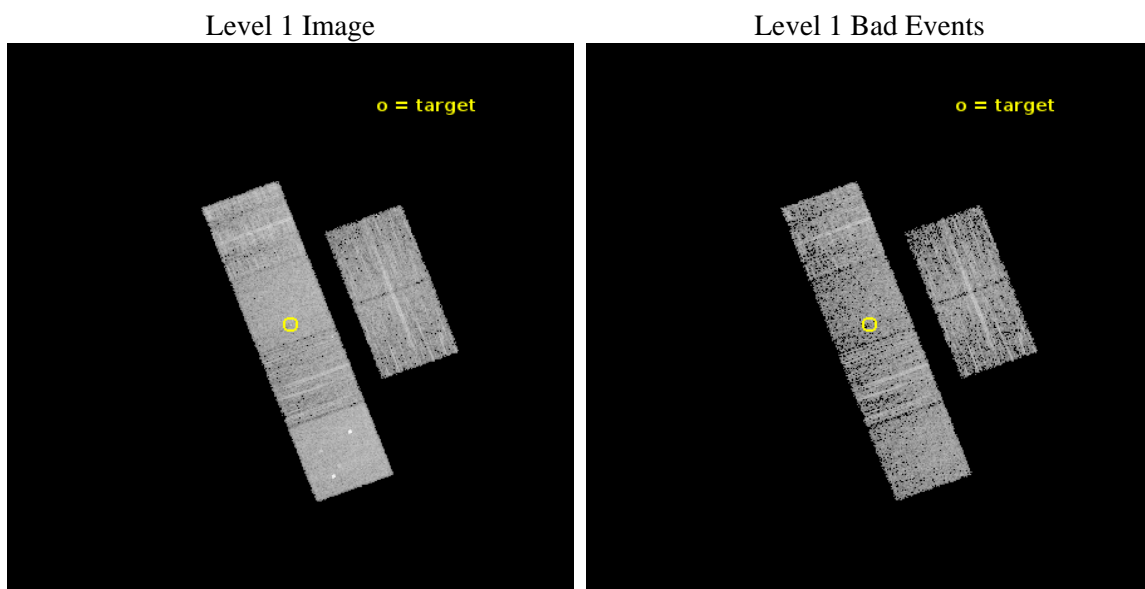 Level 1 Image
Level 1 Bad Events
o = target
o = target